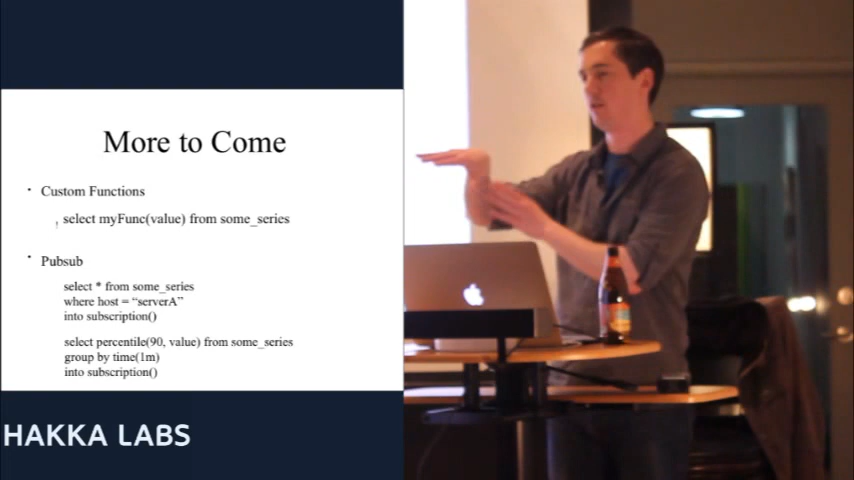 More to Come
Custom Functions
select myFunc(value) from some_series
Pubsub
select * from some_series
where host = “serverA”
into subscription()
select percentile(90, value) from some_series
group by time(1m)
into subscription()
HAKKA LABS